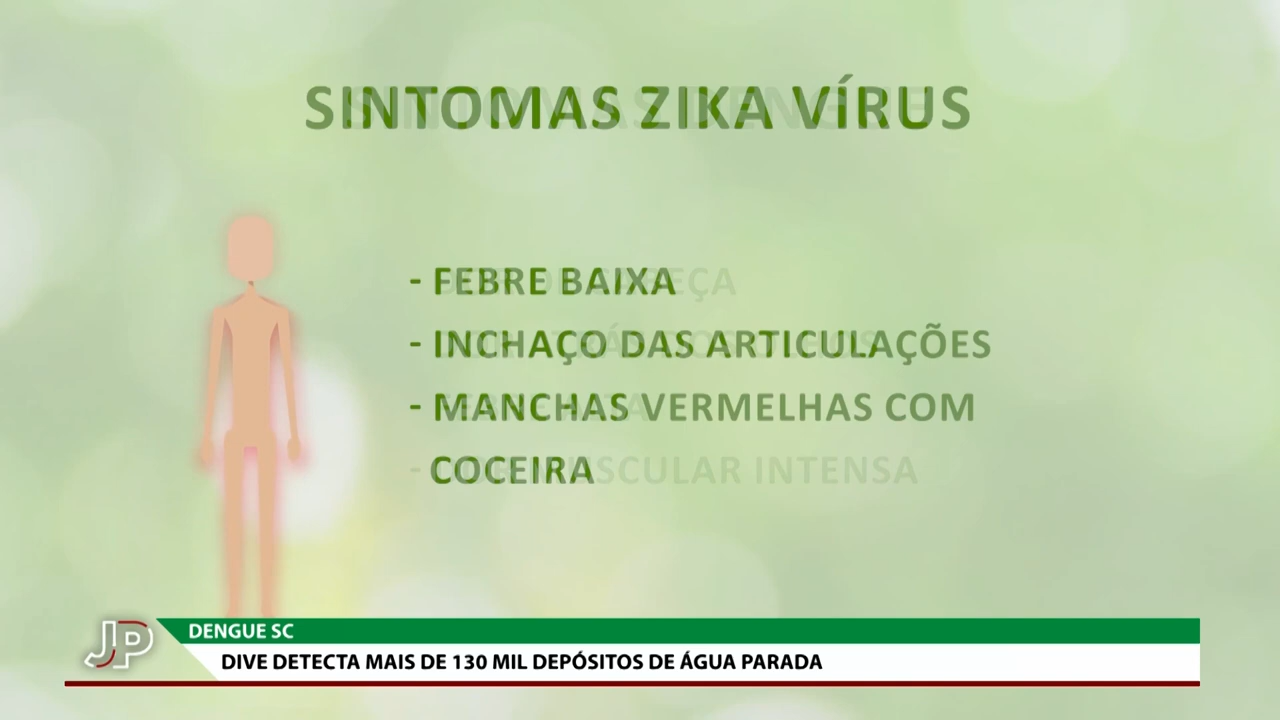 SINTOMAS ZIKA VÍRUS
- FEBRE BAIXA
- INCHAÇO DAS ARTICULAÇÕES
- MANCHAS VERMELHAS COM
COCEIRA
JP
DENGUE SC
DIVE DETECTA MAIS DE 130 MIL DEPÓSITOS DE ÁGUA PARADA